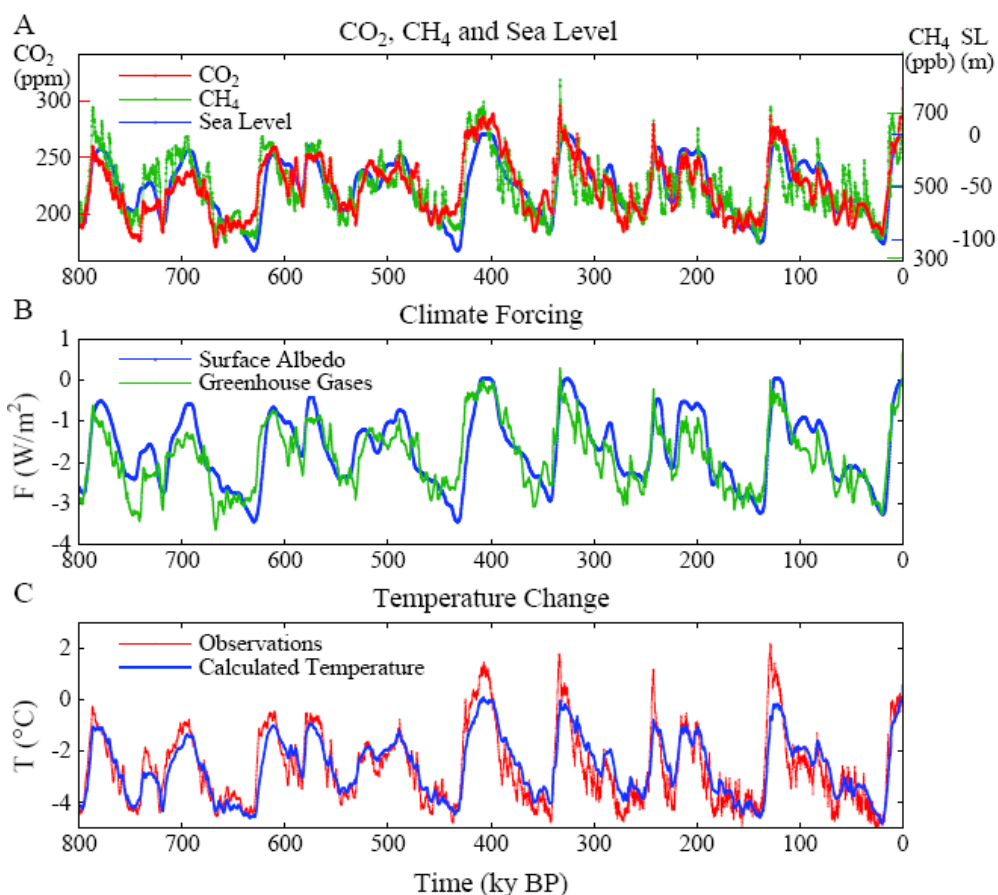 A
CO₂, CH₄ and Sea Level
CO₂
(ppm)
CH₄ SL
(ppb) (m)
CO₂
CH₄
Sea Level
300
250
200
700
500
300
0
-50
-100
800 700 600 500 400 300 200 100 0
B
Climate Forcing
Surface Albedo
Greenhouse Gases
F (W/m²)
1
0
-1
-2
-3
-4
800 700 600 500 400 300 200 100 0
C
Temperature Change
Observations
Calculated Temperature
T (°C)
2
0
-2
-4
800 700 600 500 400 300 200 100 0
Time (ky BP)